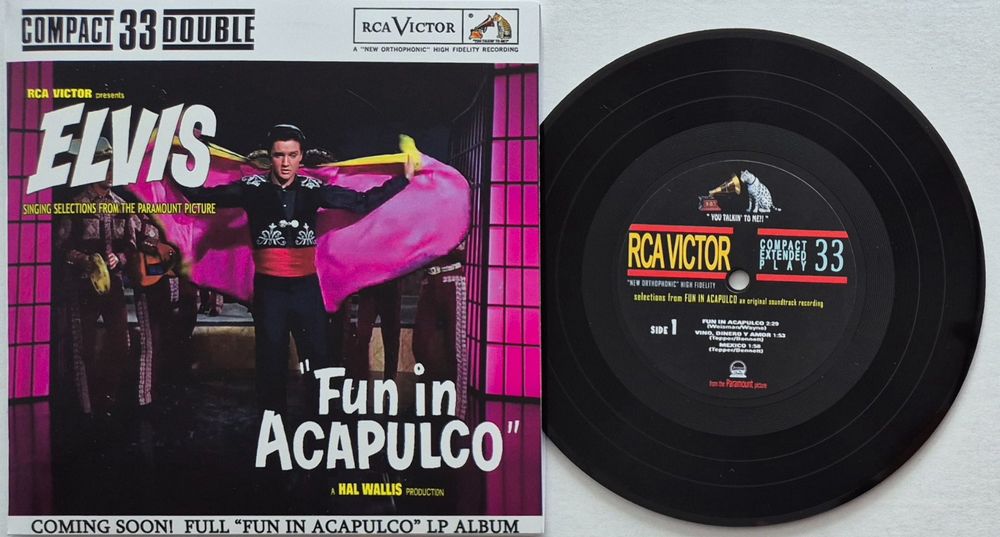 COMPACT 33 DOUBLE
RCA VICTOR
"YOU TALKIN' TO ME?!"
A "NEW ORTHOPHONIC" HIGH FIDELITY RECORDING
RCA VICTOR presents
ELVIS
SINGING SELECTIONS FROM THE PARAMOUNT PICTURE
"Fun in
ACAPULCO"
A HAL WALLIS PRODUCTION
COMING SOON! FULL "FUN IN ACAPULCO" LP ALBUM
" YOU TALKIN' TO ME?! "
RCA VICTOR
COMPACT
EXTENDED
PLAY 33
"NEW ORTHOPHONIC" HIGH FIDELITY
selections from FUN IN ACAPULCO an original soundtrack recording
SIDE 1
FUN IN ACAPULCO 2:29
(Weisman/Wayne)
VINO, DINERO Y AMOR 1:53
(Tepper/Bennett)
MEXICO 1:58
(Tepper/Bennett)
from the Paramount picture